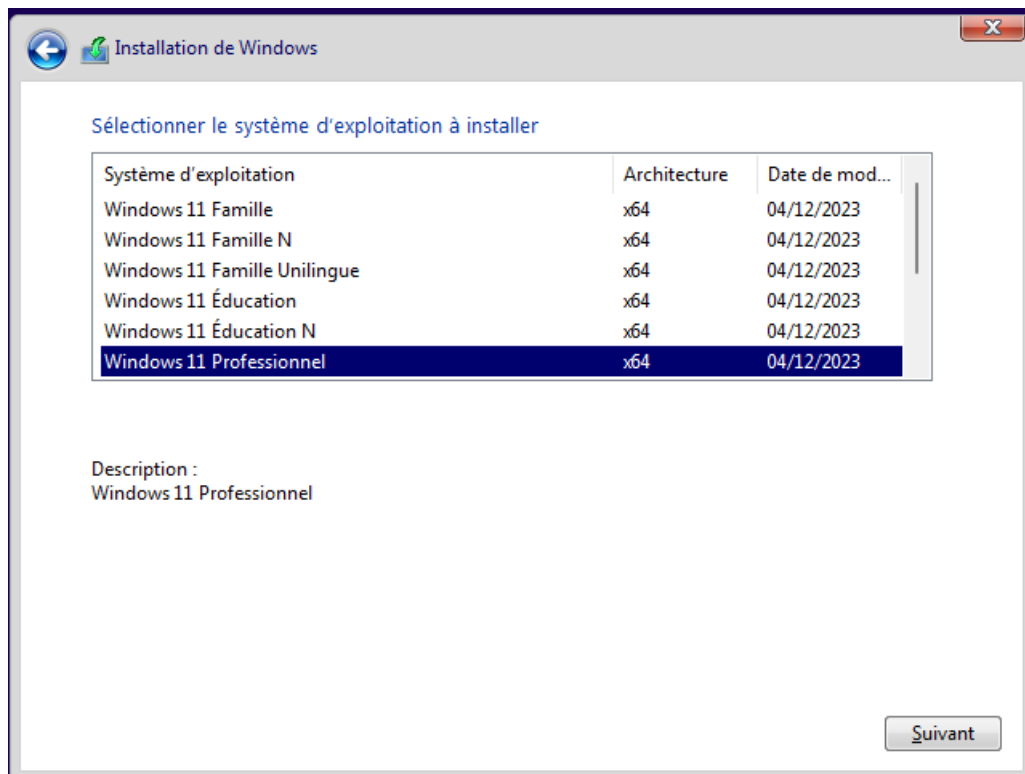 Installation de Windows
Sélectionner le système d'exploitation à installer
Système d'exploitation Architecture Date de mod...
Windows 11 Famille x64 04/12/2023
Windows 11 Famille N x64 04/12/2023
Windows 11 Famille Unilingue x64 04/12/2023
Windows 11 Éducation x64 04/12/2023
Windows 11 Éducation N x64 04/12/2023
Windows 11 Professionnel x64 04/12/2023
Description :
Windows 11 Professionnel
Suivant